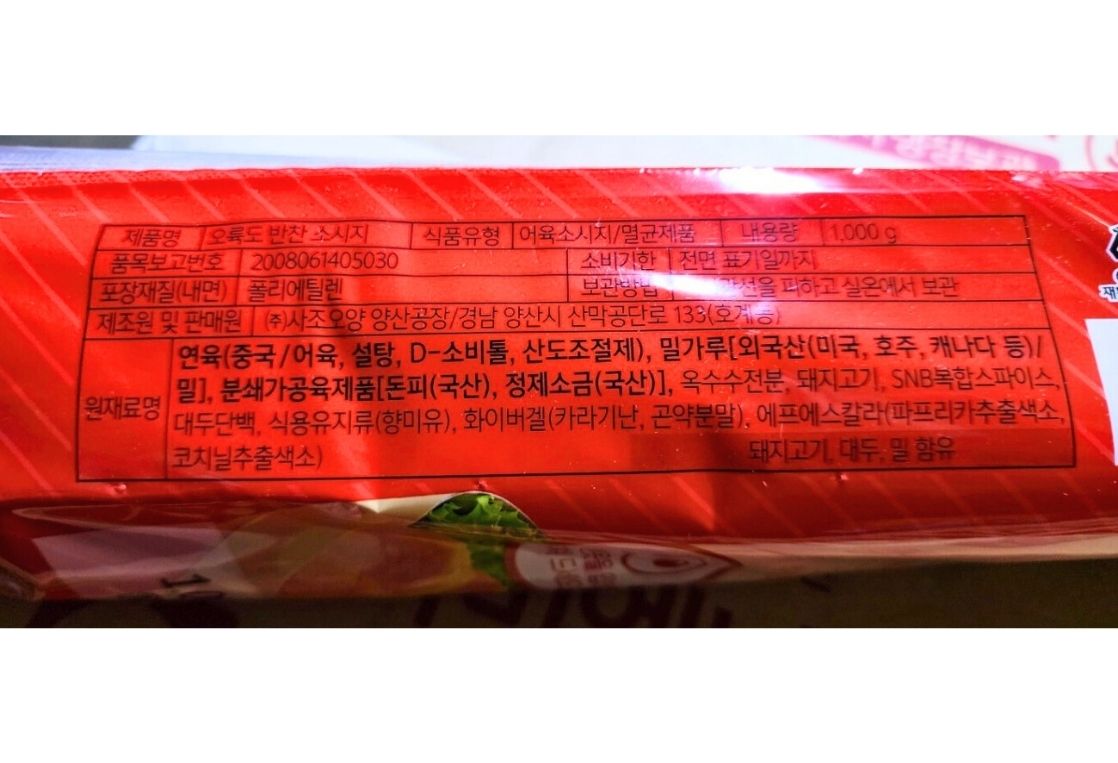 제품명 오륙도 반찬 소시지 식품유형 어육소시지/멸균제품 내용량 1,000 g
품목보고번호 2008061405030 소비기한 전면 표기일까지
포장재질(내면) 폴리에틸렌 보관방법 피하고 실온에서 보관
제조원 및 판매원 (주)사조오양 양산공장/경남 양산시 산막공단로 133(호계동)
원재료명
연육(중국/어육, 설탕, D-소비톨, 산도조절제), 밀가루[외국산(미국, 호주, 캐나다 등)/
밀], 분쇄가공육제품[돈피(국산), 정제소금(국산)], 옥수수전분, 돼지고기, SNB복합스파이스,
대두단백, 식용유지류(향미유), 화이버겔(카라기난, 곤약분말), 에프에스칼라(파프리카추출색소,
코치닐추출색소)
돼지고기, 대두, 밀 함유